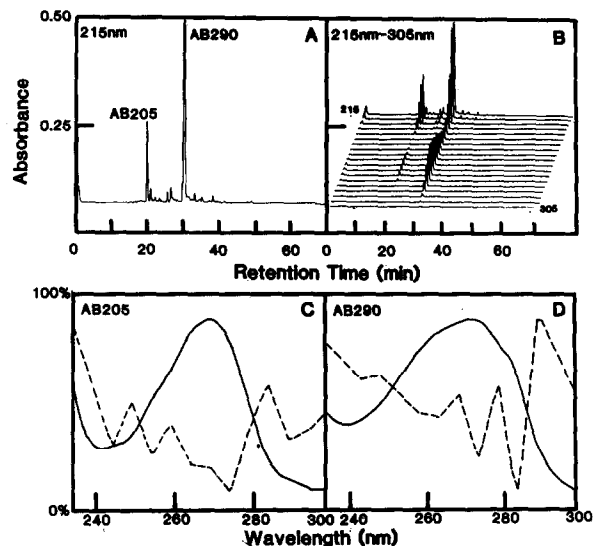 0.50
215nm
A
AB290
215nm-305nm
B
AB205
0.25
215
305
Absorbance
0 20 40 60 0 20 40 60
Retention Time (min)
100%
AB205
C
AB290
D
0%
240 260 280 300 240 260 280 300
Wavelength (nm)